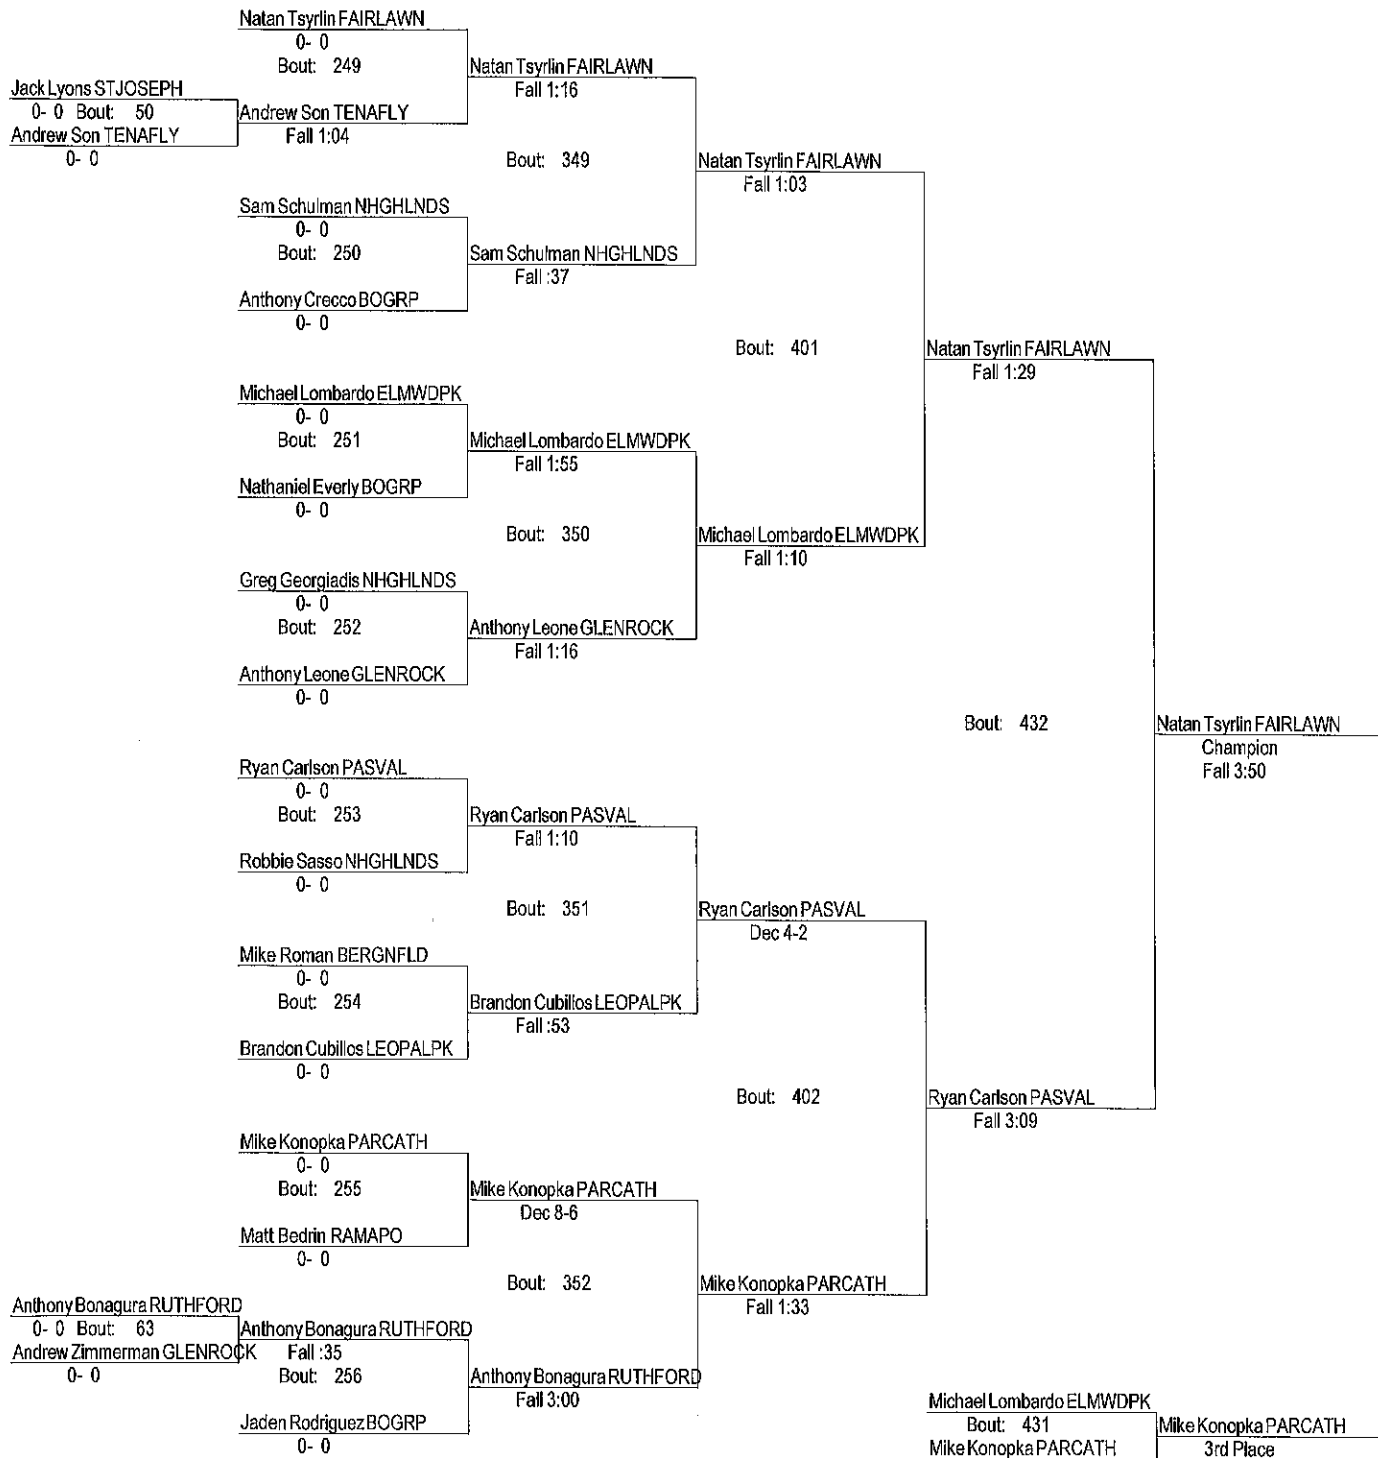 Natan Tsyrlin FAIRLAWN
0- 0
Bout: 249
Natan Tsyrlin FAIRLAWN
Fall 1:16
Jack Lyons STJOSEPH
0- 0 Bout: 50
Andrew Son TENAFLY
0- 0
Andrew Son TENAFLY
Fall 1:04
Bout: 349
Natan Tsyrlin FAIRLAWN
Fall 1:03
Sam Schulman NHGHLNDS
0- 0
Bout: 250
Sam Schulman NHGHLNDS
Fall :37
Anthony Crecco BOGRP
0- 0
Bout: 401
Natan Tsyrlin FAIRLAWN
Fall 1:29
Michael Lombardo ELMWDPK
0- 0
Bout: 251
Michael Lombardo ELMWDPK
Fall 1:55
Nathaniel Everly BOGRP
0- 0
Bout: 350
Michael Lombardo ELMWDPK
Fall 1:10
Greg Georgiadis NHGHLNDS
0- 0
Bout: 252
Anthony Leone GLENROCK
Fall 1:16
Anthony Leone GLENROCK
0- 0
Bout: 432
Natan Tsyrlin FAIRLAWN
Champion
Fall 3:50
Ryan Carlson PASVAL
0- 0
Bout: 253
Ryan Carlson PASVAL
Fall 1:10
Robbie Sasso NHGHLNDS
0- 0
Bout: 351
Ryan Carlson PASVAL
Dec 4-2
Mike Roman BERGNFLD
0- 0
Bout: 254
Brandon Cubillos LEOPALPK
Fall :53
Brandon Cubillos LEOPALPK
0- 0
Bout: 402
Ryan Carlson PASVAL
Fall 3:09
Mike Konopka PARCATH
0- 0
Bout: 255
Mike Konopka PARCATH
Dec 8-6
Matt Bedrin RAMAPO
0- 0
Bout: 352
Mike Konopka PARCATH
Fall 1:33
Anthony Bonagura RUTHFORD
0- 0 Bout: 63
Andrew Zimmerman GLENROCK
0- 0
Anthony Bonagura RUTHFORD
Fall :35
Bout: 256
Anthony Bonagura RUTHFORD
Fall 3:00
Jaden Rodriguez BOGRP
0- 0
Michael Lombardo ELMWDPK
Bout: 431
Mike Konopka PARCATH
Mike Konopka PARCATH
3rd Place